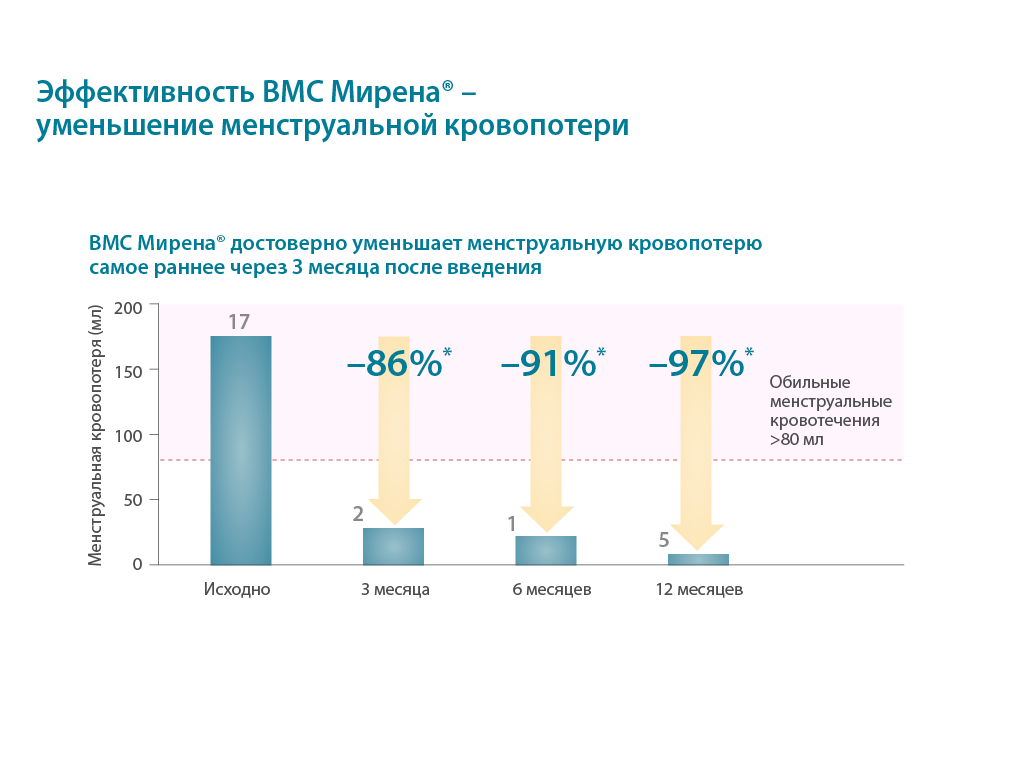 Эффективность ВМС Мирена® –
уменьшение менструальной кровопотери
ВМС Мирена® достоверно уменьшает менструальную кровопотерю
самое раннее через 3 месяца после введения
Менструальная кровопотеря (мл)
200
150
100
50
0
17
–86%*
–91%*
–97%*
Обильные
менструальные
кровотечения
>80 мл
2
1
5
Исходно
3 месяца
6 месяцев
12 месяцев